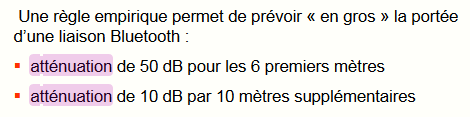 Une règle empirique permet de prévoir « en gros » la portée
d’une liaison Bluetooth :
▪ atténuation de 50 dB pour les 6 premiers mètres
▪ atténuation de 10 dB par 10 mètres supplémentaires